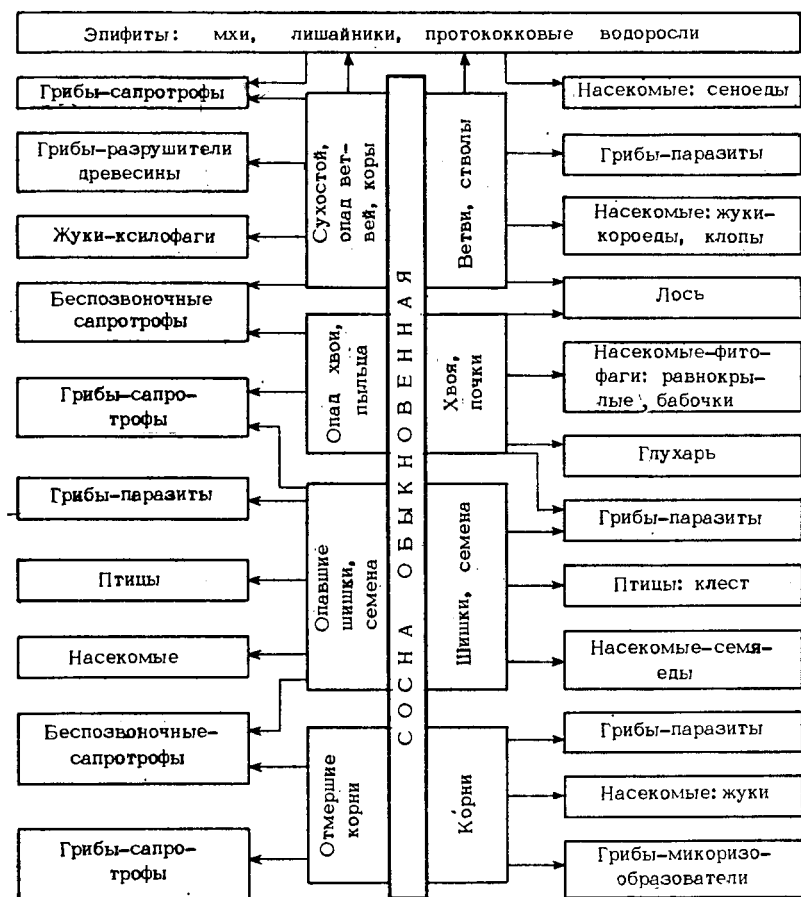 Эпифиты: мхи, лишайники, протококковые водоросли
Грибы-сапротрофы
Грибы-разрушители
древесины
Жуки-ксилофаги
Беспозвоночные
сапротрофы
Грибы-сапро-
трофы
Грибы-паразиты
Птицы
Насекомые
Беспозвоночные-
сапротрофы
Грибы-сапро-
трофы
Сухостой,
опад вет-
вей, коры
Опад хвои,
пыльца
Опавшие
шишки,
семена
Отмершие
корни
СОСНА ОБЫКНОВЕННАЯ
Ветви, стволы
Хвоя,
почки
Шишки, семена
Корни
Насекомые: сеноеды
Грибы-паразиты
Насекомые: жуки-
короеды, клопы
Лось
Насекомые-фито-
фаги: равнокры-
лые, бабочки
Глухарь
Грибы-паразиты
Птицы: клест
Насекомые-семя-
еды
Грибы-паразиты
Насекомые: жуки
Грибы-микоризо-
образователи